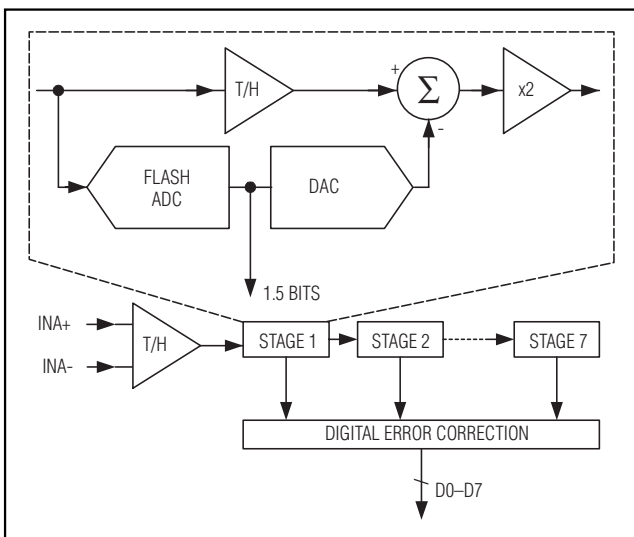 T/H
+
Σ
-
x2
FLASH
ADC
DAC
1.5 BITS
INA+
INA-
T/H
STAGE 1
STAGE 2
STAGE 7
DIGITAL ERROR CORRECTION
D0–D7